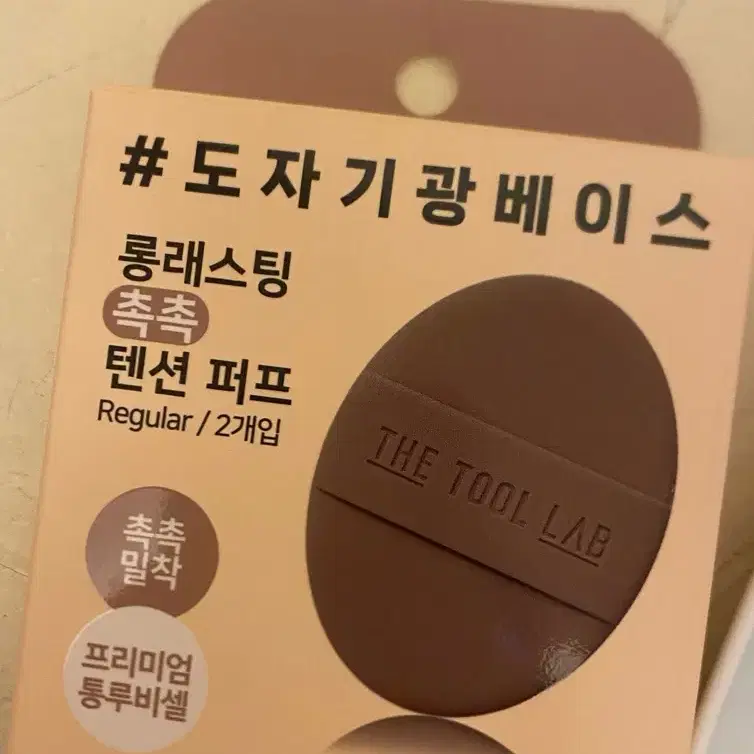 #도자기광베이스
롱래스팅
촉촉
텐션 퍼프
Regular / 2개입
THE TOOL LAB
촉촉
밀착
프리미엄
통루비셀